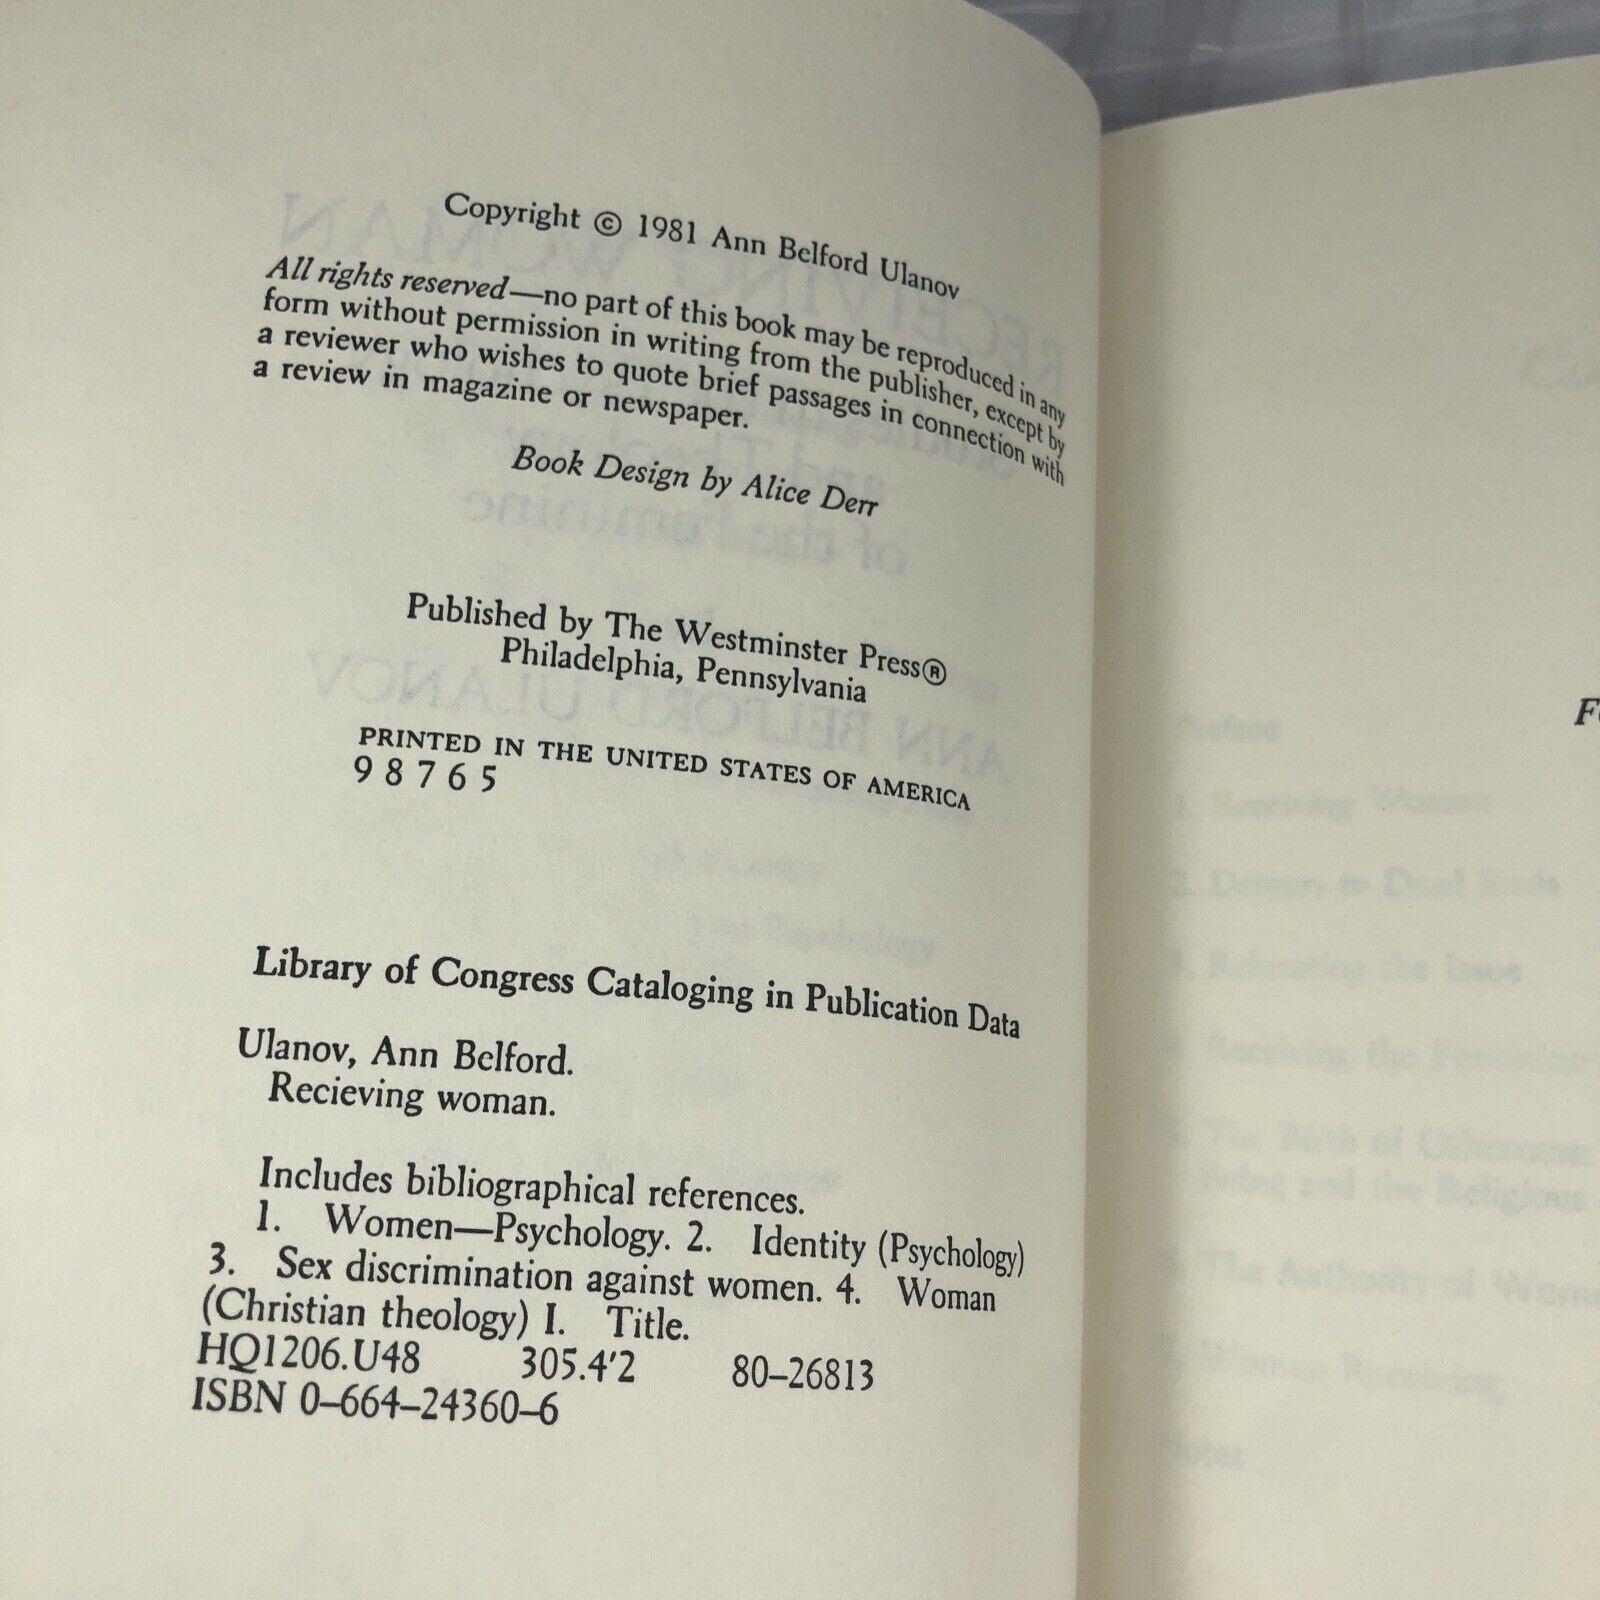 Copyright © 1981 Ann Belford Ulanov
All rights reserved—no part of this book may be reproduced in any
form without permission in writing from the publisher, except by
a reviewer who wishes to quote brief passages in connection with
a review in magazine or newspaper.
Book Design by Alice Derr
Published by The Westminster Press®
Philadelphia, Pennsylvania
PRINTED IN THE UNITED STATES OF AMERICA
9 8 7 6 5
Library of Congress Cataloging in Publication Data
Ulanov, Ann Belford.
Recieving woman.
Includes bibliographical references.
1. Women—Psychology. 2. Identity (Psychology)
3. Sex discrimination against women. 4. Woman
(Christian theology) I. Title.
HQ1206.U48 305.4'2 80–26813
ISBN 0–664–24360–6